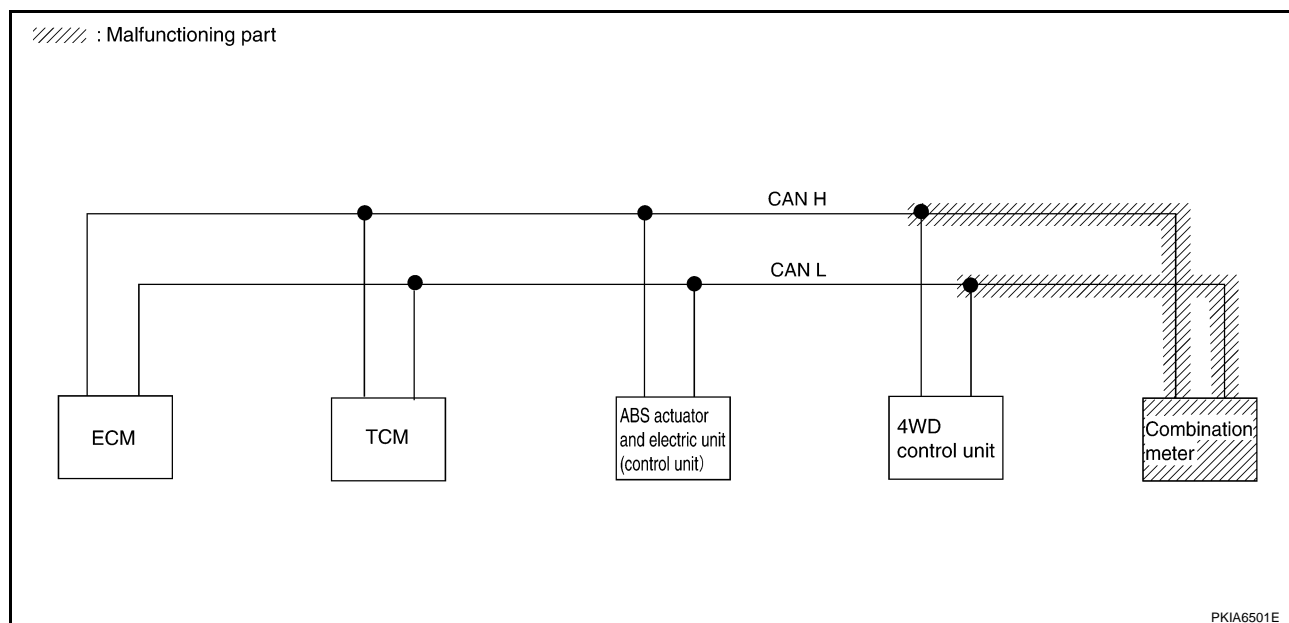 : Malfunctioning part
CAN H
CAN L
ECM
TCM
ABS actuator
and electric unit
(control unit)
4WD
control unit
Combination
meter
PKIA6501E